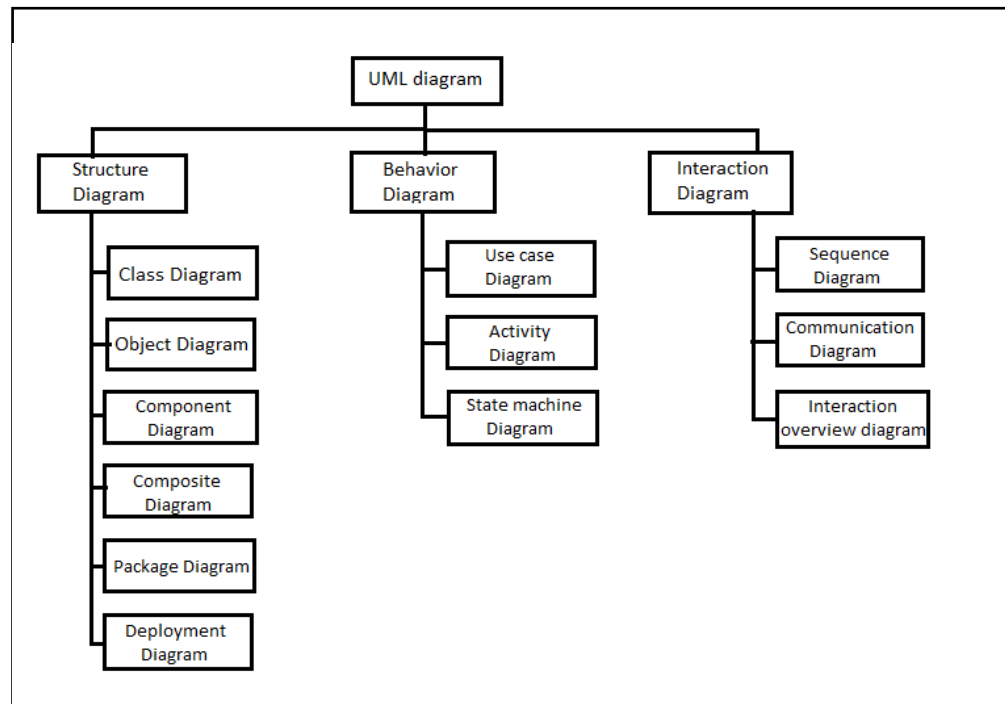 UML diagram
Structure
Diagram
Behavior
Diagram
Interaction
Diagram
Class Diagram
Object Diagram
Component
Diagram
Composite
Diagram
Package Diagram
Deployment
Diagram
Use case
Diagram
Activity
Diagram
State machine
Diagram
Sequence
Diagram
Communication
Diagram
Interaction
overview diagram